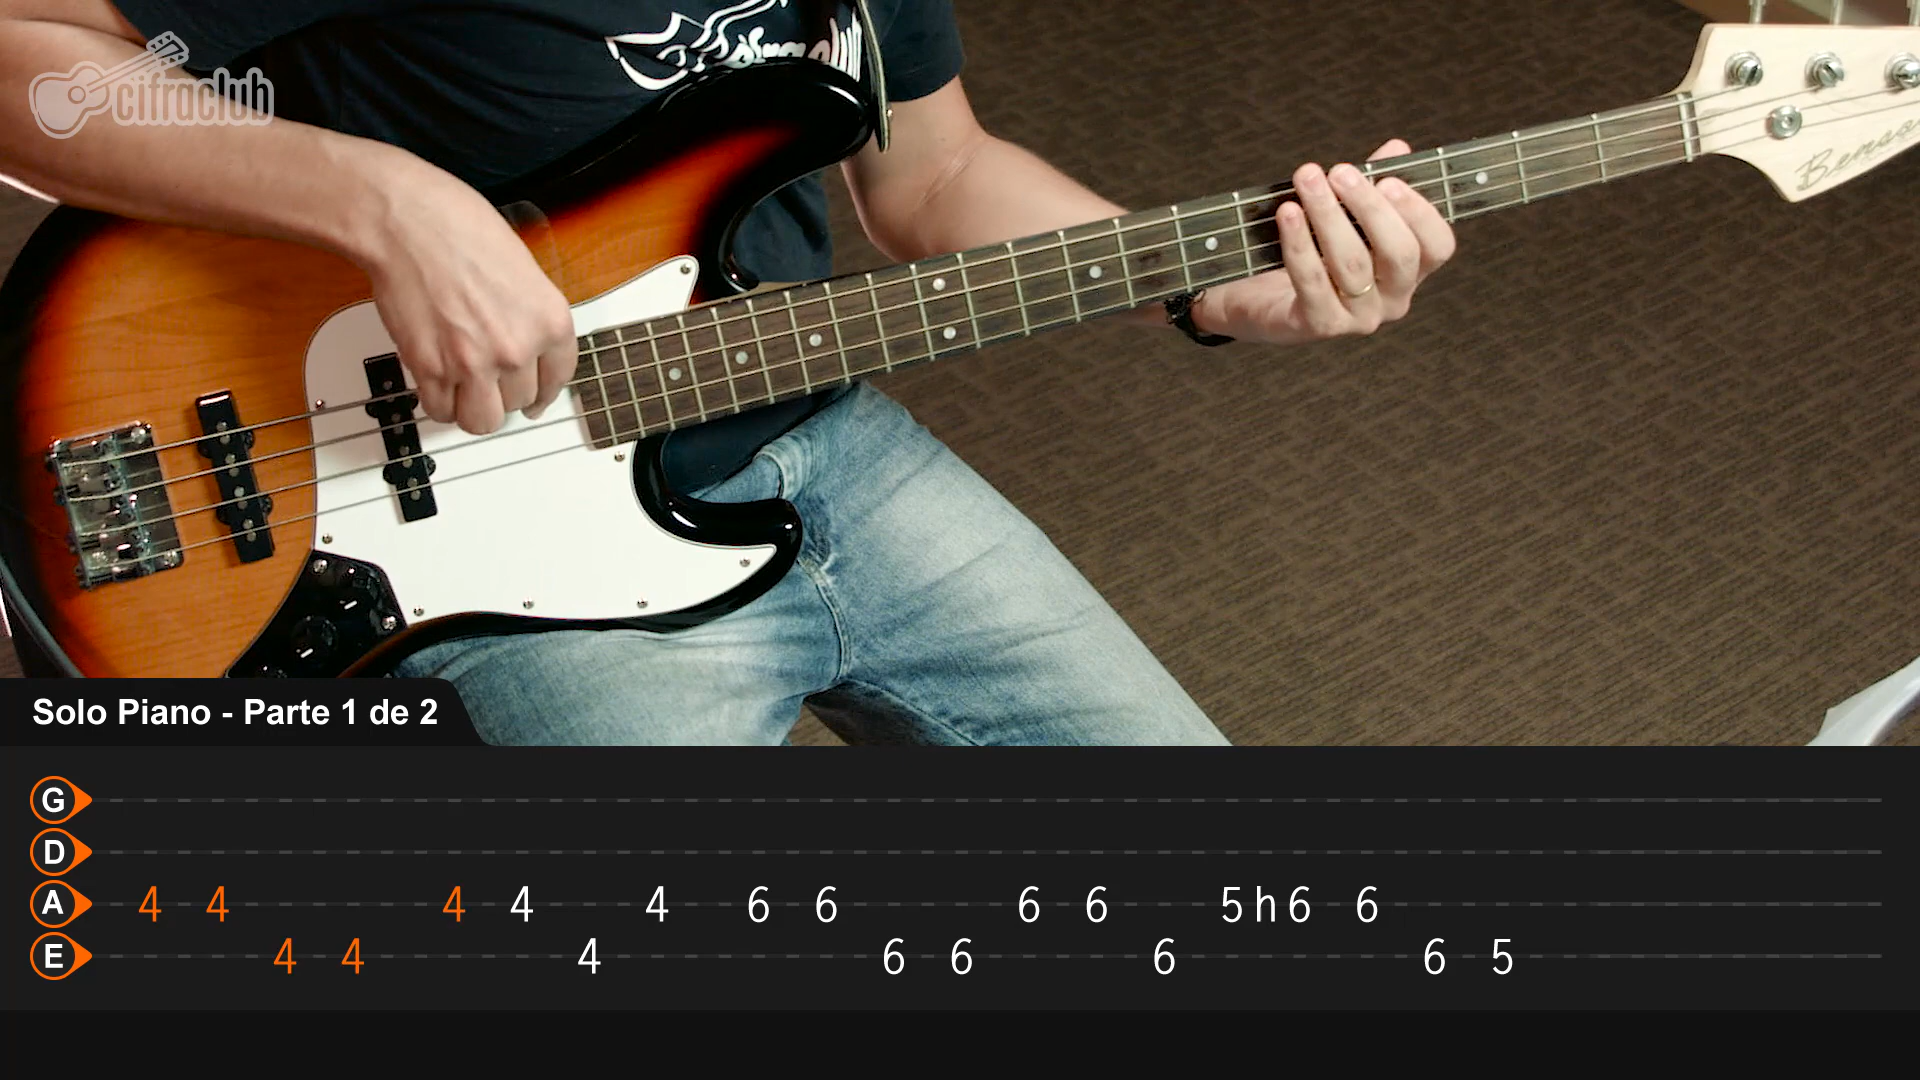 cifraclub
Solo Piano - Parte 1 de 2
G
D
A 4 4 4 4 4 6 6 6 6 5h6 6
E 4 4 4 6 6 6 6 5